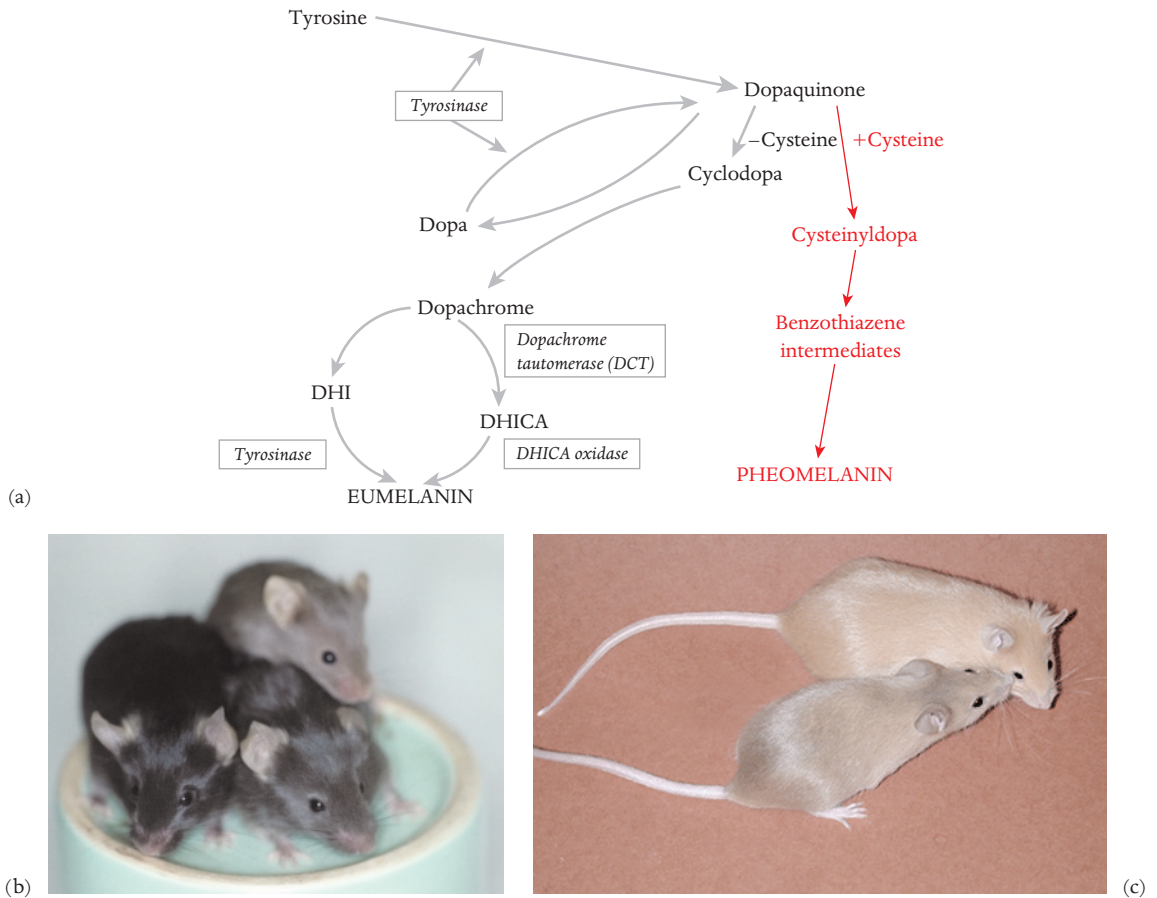 Tyrosine
Dopaquinone
Tyrosinase
–Cysteine
+Cysteine
Cyclodopa
Dopa
Cysteinyldopa
Dopachrome
Benzothiazene
intermediates
Dopachrome
tautomerase (DCT)
DHI
DHICA
Tyrosinase
DHICA oxidase
PHEOMELANIN
EUMELANIN
(a)
(b)
(c)